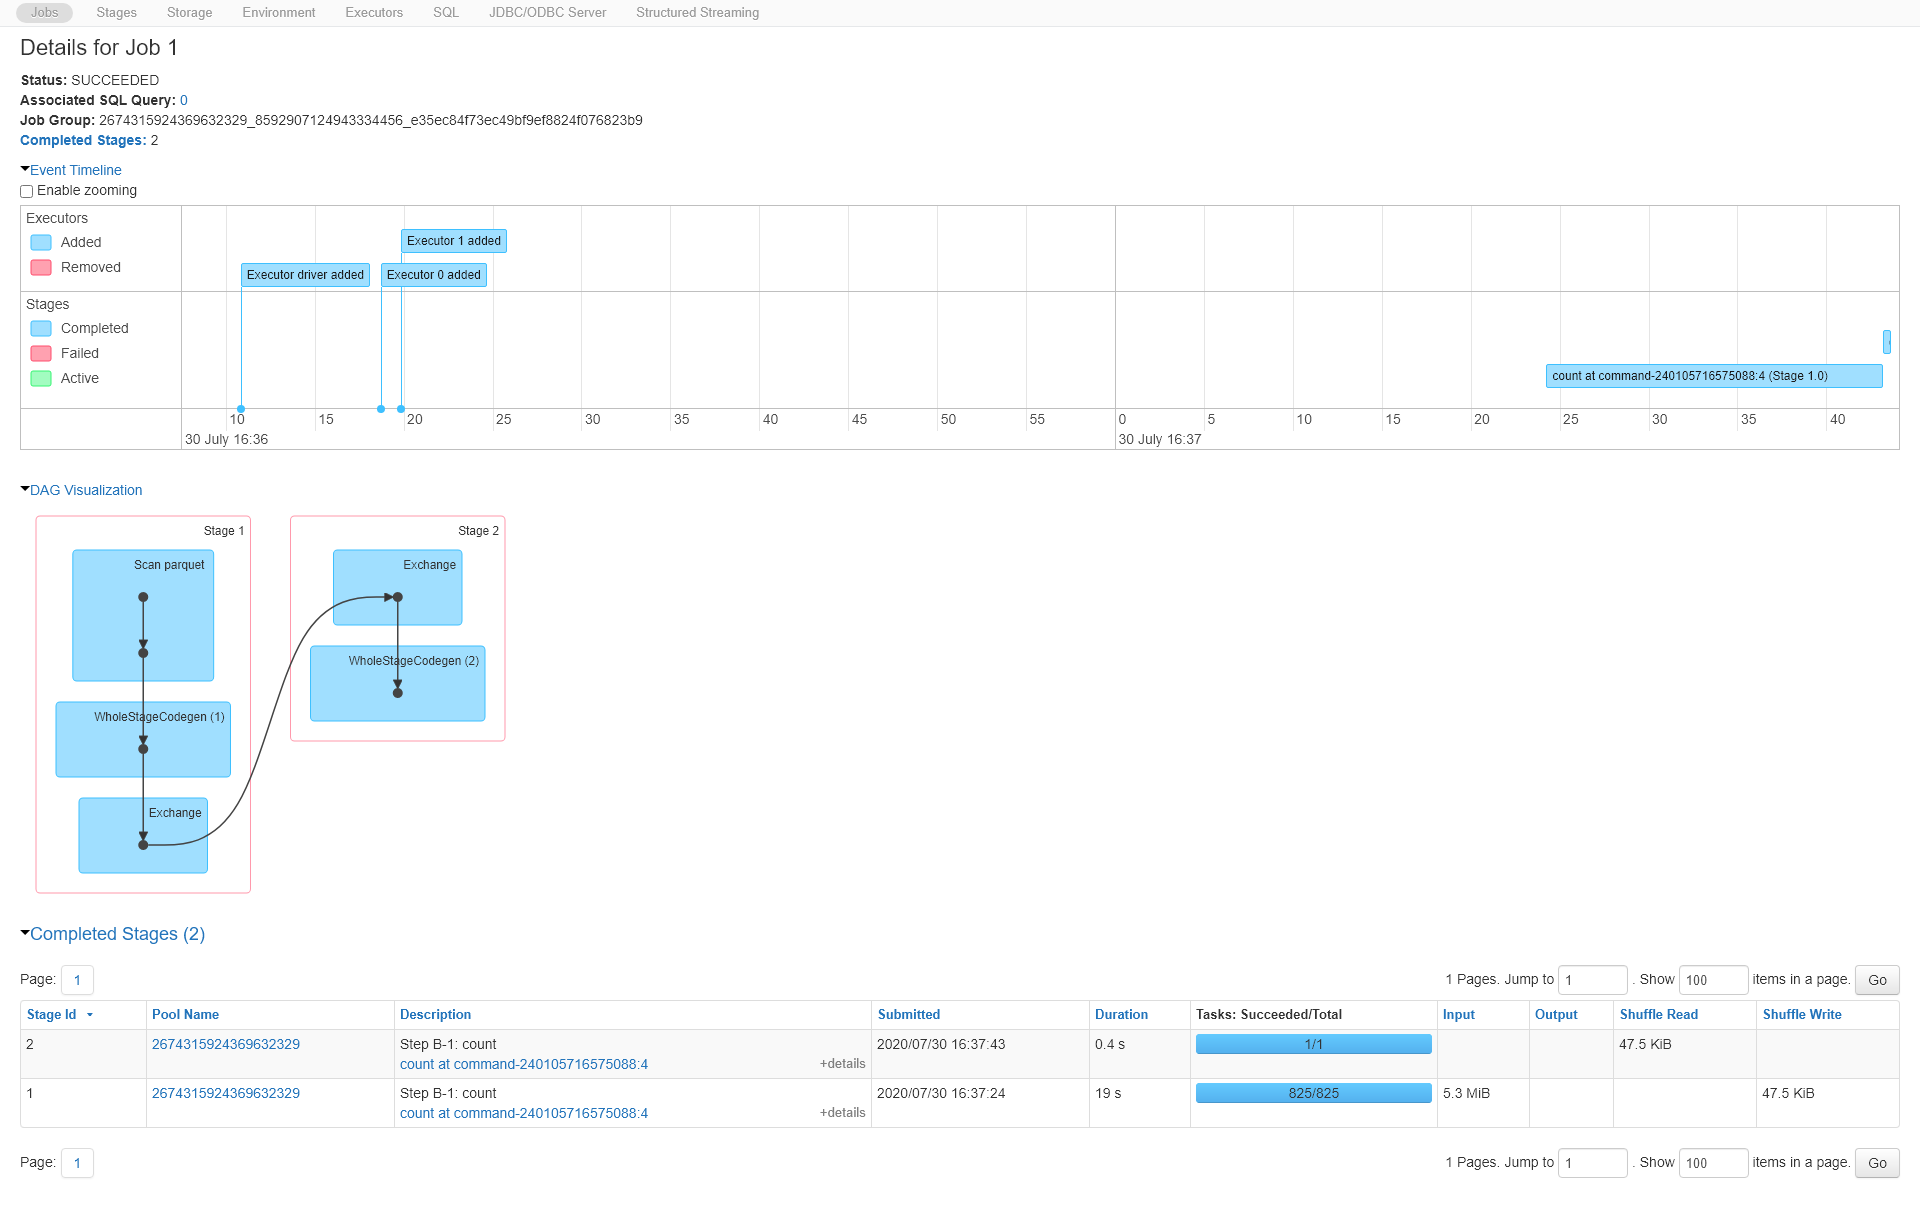 Jobs Stages Storage Environment Executors SQL JDBC/ODBC Server Structured Streaming
Details for Job 1
Status: SUCCEEDED
Associated SQL Query: 0
Job Group: 2674315924369632329_8592907124943334456_e35ec84f73ec49bf9ef8824f076823b9
Completed Stages: 2
Event Timeline
Enable zooming
Executors
Added
Removed
Executor 1 added
Executor driver added
Executor 0 added
Stages
Completed
Failed
Active
count at command-240105716575088:4 (Stage 1.0)
10 15 20 25 30 35 40 45 50 55 0 5 10 15 20 25 30 35 40
30 July 16:36 30 July 16:37
DAG Visualization
Stage 1
Scan parquet
WholeStageCodegen (1)
Exchange
Stage 2
Exchange
WholeStageCodegen (2)
Completed Stages (2)
Page: 1 1 Pages. Jump to 1 . Show 100 items in a page. Go
Stage Id Pool Name Description Submitted Duration Tasks: Succeeded/Total Input Output Shuffle Read Shuffle Write
2 2674315924369632329 Step B-1: count 2020/07/30 16:37:43 0.4 s 1/1 47.5 KiB
count at command-240105716575088:4 +details
1 2674315924369632329 Step B-1: count 2020/07/30 16:37:24 19 s 825/825 5.3 MiB 47.5 KiB
count at command-240105716575088:4 +details
Page: 1 1 Pages. Jump to 1 . Show 100 items in a page. Go